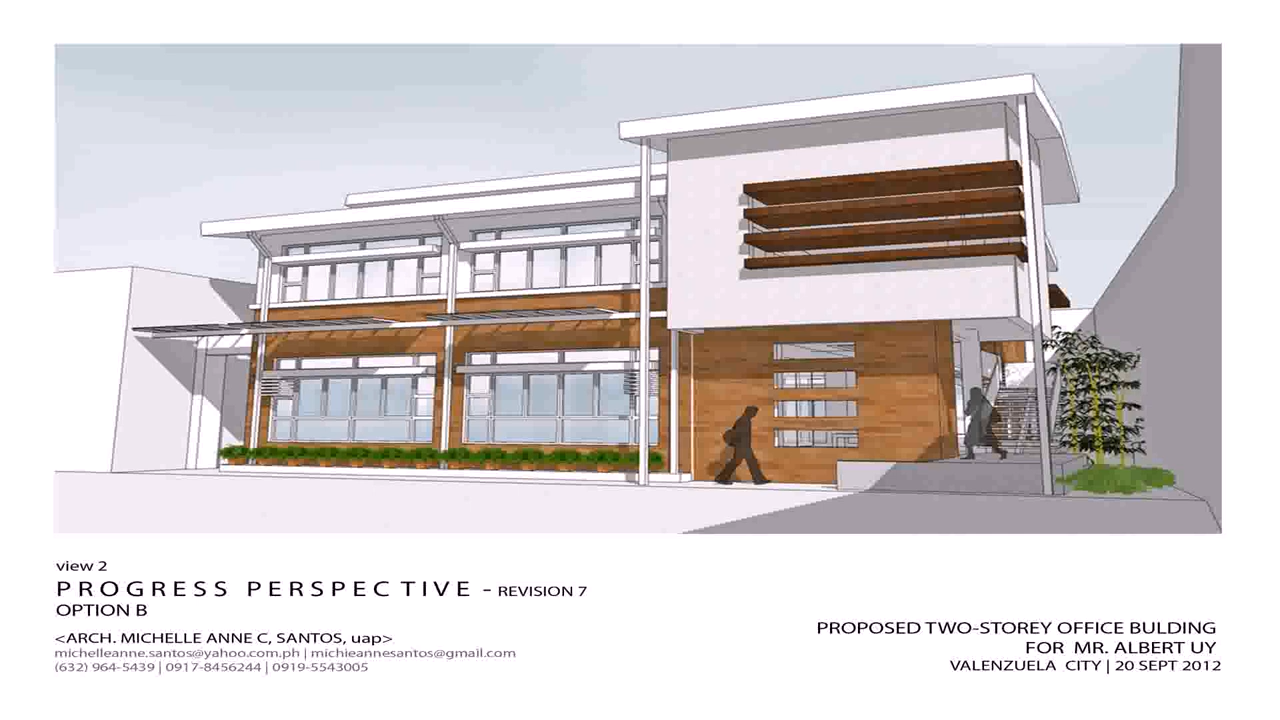 view 2
PROGRESS PERSPECTIVE - REVISION 7
OPTION B
<ARCH. MICHELLE ANNE C, SANTOS, uap>
michelleanne.santos@yahoo.com.ph | michieannesantos@gmail.com
(632) 964-5439 | 0917-8456244 | 0919-5543005
PROPOSED TWO-STOREY OFFICE BULDING
FOR MR. ALBERT UY
VALENZUELA CITY | 20 SEPT 2012